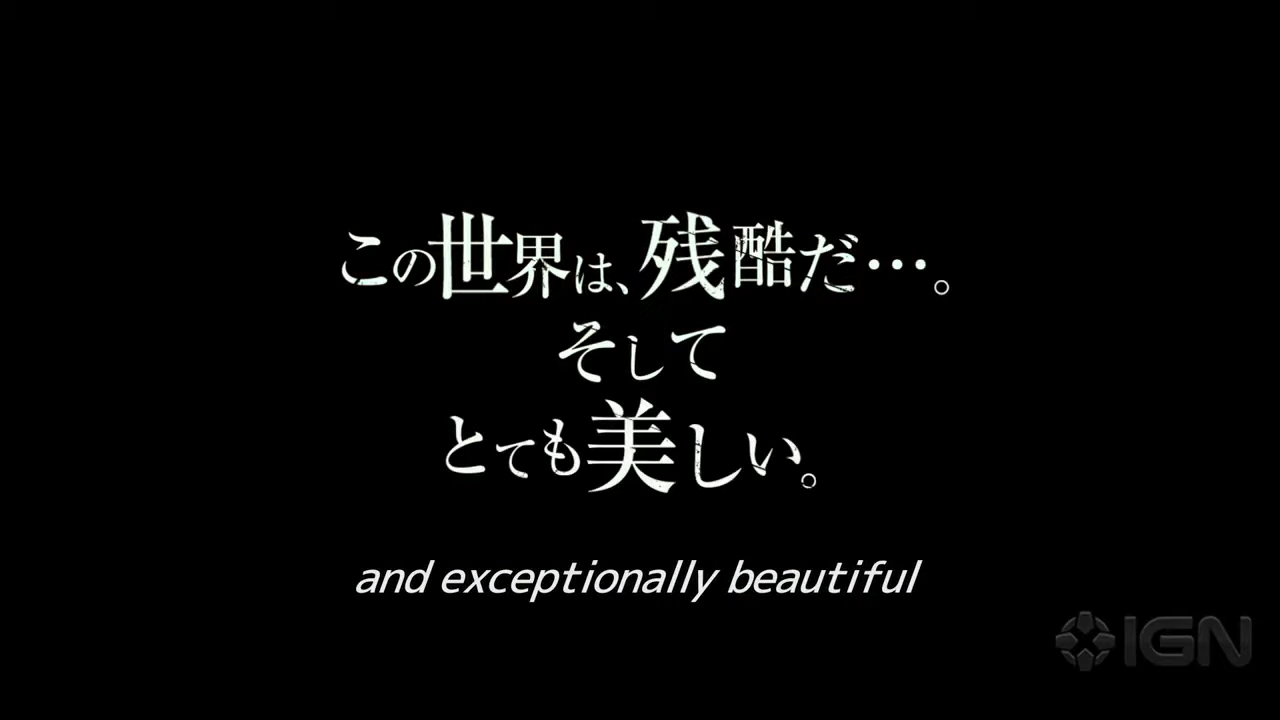 この世界は、残酷だ…。
そして
とても美しい。
and exceptionally beautiful
IGN